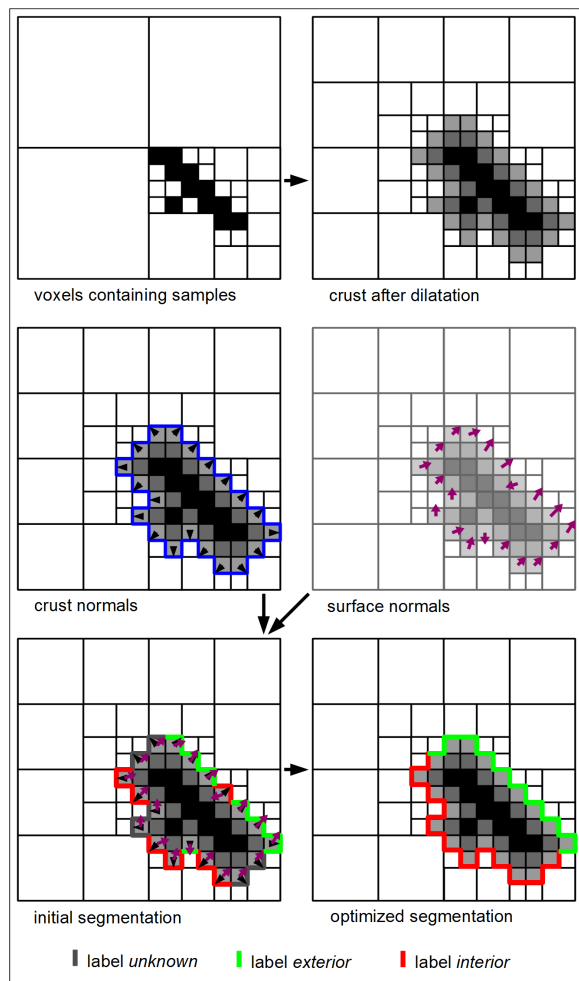 voxels containing samples
crust after dilatation
crust normals
surface normals
initial segmentation
optimized segmentation
label unknown
label exterior
label interior